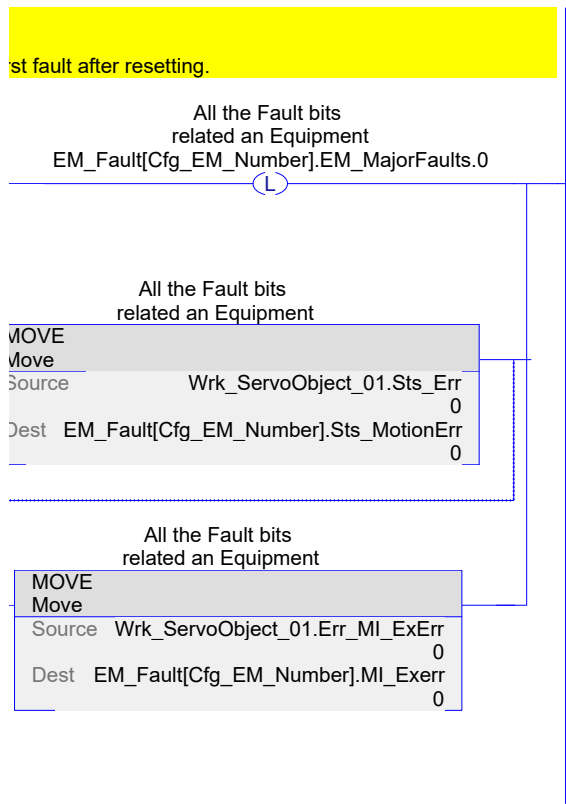 st fault after resetting.
All the Fault bits
related an Equipment
EM_Fault[Cfg_EM_Number].EM_MajorFaults.0
L
All the Fault bits
related an Equipment
MOVE
Move
Source Wrk_ServoObject_01.Sts_Err
0
Dest EM_Fault[Cfg_EM_Number].Sts_MotionErr
0
All the Fault bits
related an Equipment
MOVE
Move
Source Wrk_ServoObject_01.Err_MI_ExErr
0
Dest EM_Fault[Cfg_EM_Number].MI_Exerr
0